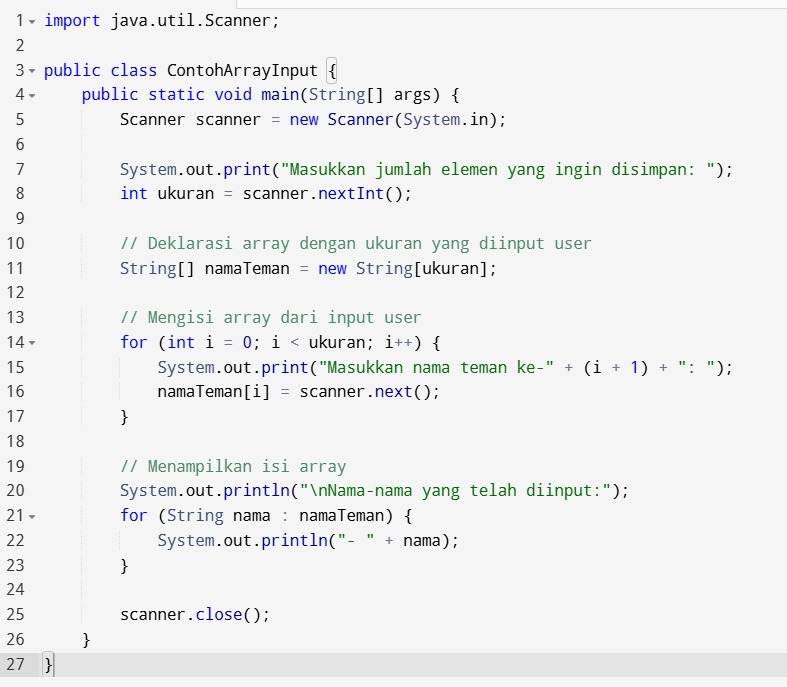 1 import java.util.Scanner;
2
3 public class ContohArrayInput {
4     public static void main(String[] args) {
5         Scanner scanner = new Scanner(System.in);
6
7         System.out.print("Masukkan jumlah elemen yang ingin disimpan: ");
8         int ukuran = scanner.nextInt();
9
10         // Deklarasi array dengan ukuran yang diinput user
11         String[] namaTeman = new String[ukuran];
12
13         // Mengisi array dari input user
14         for (int i = 0; i < ukuran; i++) {
15             System.out.print("Masukkan nama teman ke-" + (i + 1) + ": ");
16             namaTeman[i] = scanner.next();
17         }
18
19         // Menampilkan isi array
20         System.out.println("\nNama-nama yang telah diinput:");
21         for (String nama : namaTeman) {
22             System.out.println("- " + nama);
23         }
24
25         scanner.close();
26     }
27 }